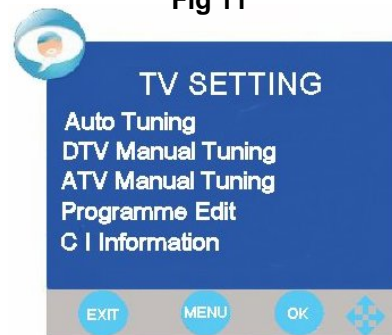 Fig 11
TV SETTING
Auto Tuning
DTV Manual Tuning
ATV Manual Tuning
Programme Edit
C I Information
EXIT
MENU
OK